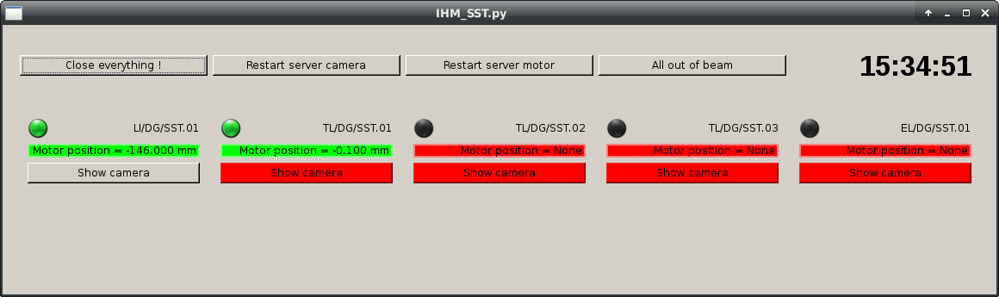 IHM_SST.py
Close everything !
Restart server camera
Restart server motor
All out of beam
15:34:51
LI/DG/SST.01
TL/DG/SST.01
TL/DG/SST.02
TL/DG/SST.03
EL/DG/SST.01
Motor position = -146.000 mm
Motor position = -0.100 mm
Motor position = None
Motor position = None
Motor position = None
Show camera
Show camera
Show camera
Show camera
Show camera